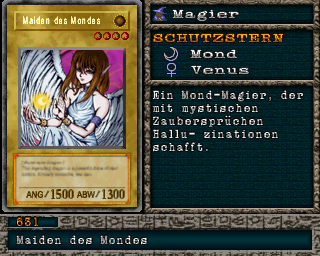 Maiden des Mondes
ANG/1500 ABW/1300
Magier
SCHUTZSTERN
Mond
Venus
Ein Mond-Magier, der
mit mystischen
Zaubersprüchen
Hallu- zinationen
schafft.
631
Maiden des Mondes